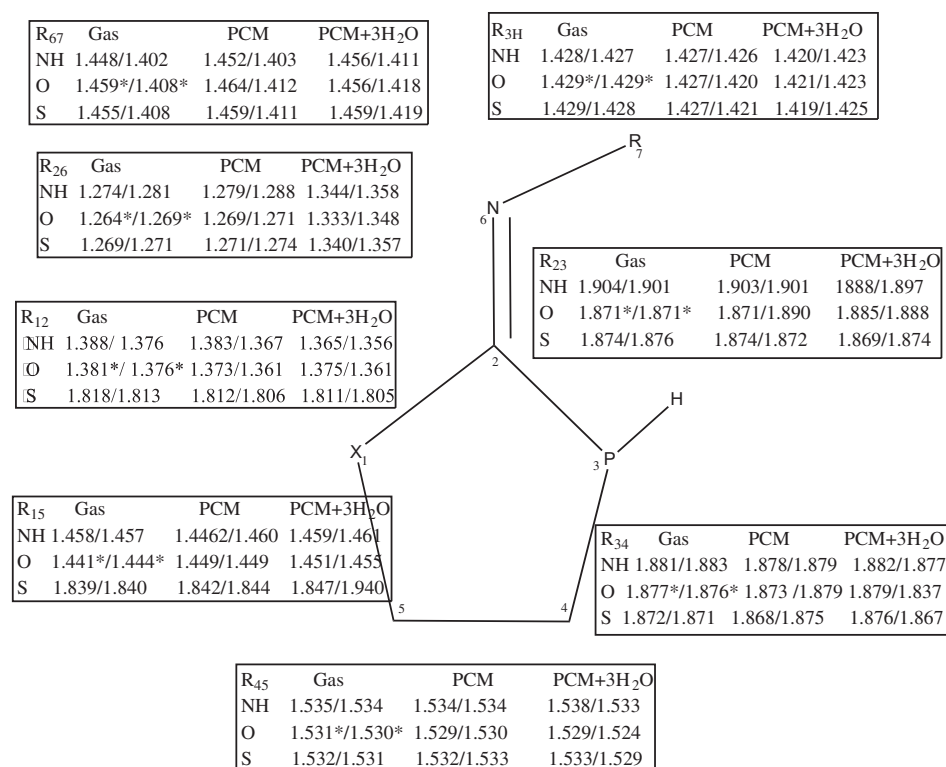 R67 Gas PCM PCM+3H2O
NH 1.448/1.402 1.452/1.403 1.456/1.411
O 1.459*/1.408* 1.464/1.412 1.456/1.418
S 1.455/1.408 1.459/1.411 1.459/1.419
R3H Gas PCM PCM+3H2O
NH 1.428/1.427 1.427/1.426 1.420/1.423
O 1.429*/1.429* 1.427/1.420 1.421/1.423
S 1.429/1.428 1.427/1.421 1.419/1.425
R7
R26 Gas PCM PCM+3H2O
NH 1.274/1.281 1.279/1.288 1.344/1.358
O 1.264*/1.269* 1.269/1.271 1.333/1.348
S 1.269/1.271 1.271/1.274 1.340/1.357
N
6
R23 Gas PCM PCM+3H2O
NH 1.904/1.901 1.903/1.901 1888/1.897
O 1.871*/1.871* 1.871/1.890 1.885/1.888
S 1.874/1.876 1.874/1.872 1.869/1.874
R12 Gas PCM PCM+3H2O
NH 1.388/ 1.376 1.383/1.367 1.365/1.356
O 1.381*/ 1.376* 1.373/1.361 1.375/1.361
S 1.818/1.813 1.812/1.806 1.811/1.805
2
H
X1
3P
R15 Gas PCM PCM+3H2O
NH 1.458/1.457 1.4462/1.460 1.459/1.461
O 1.441*/1.444* 1.449/1.449 1.451/1.455
S 1.839/1.840 1.842/1.844 1.847/1.940
R34 Gas PCM PCM+3H2O
NH 1.881/1.883 1.878/1.879 1.882/1.877
O 1.877*/1.876* 1.873 /1.879 1.879/1.837
S 1.872/1.871 1.868/1.875 1.876/1.867
5 4
R45 Gas PCM PCM+3H2O
NH 1.535/1.534 1.534/1.534 1.538/1.533
O 1.531*/1.530* 1.529/1.530 1.529/1.524
S 1.532/1.531 1.532/1.533 1.533/1.529